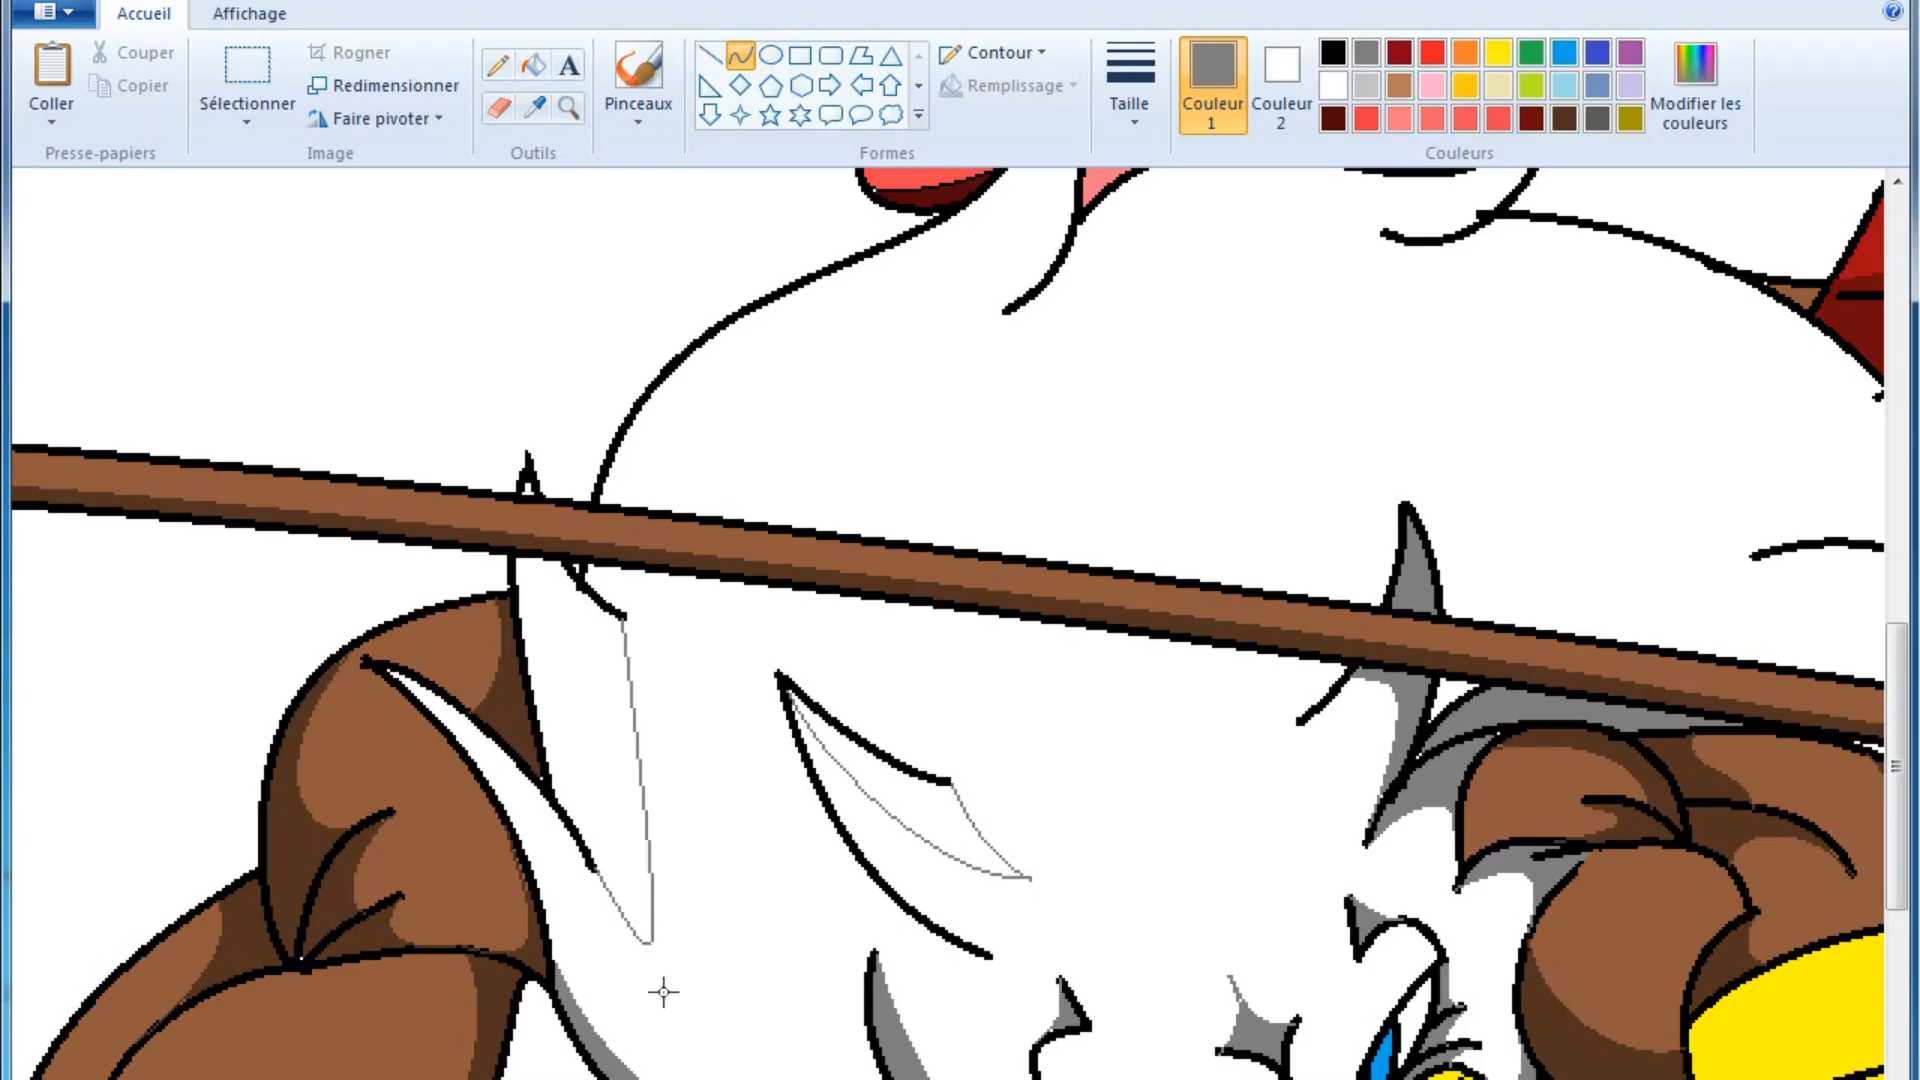 Accueil
Affichage
Coller
Couper
Copier
Presse-papiers
Sélectionner
Rogner
Redimensionner
Faire pivoter
Image
A
Outils
Pinceaux
Formes
Contour
Remplissage
Taille
Couleur
1
Couleur
2
Modifier les
couleurs
Couleurs